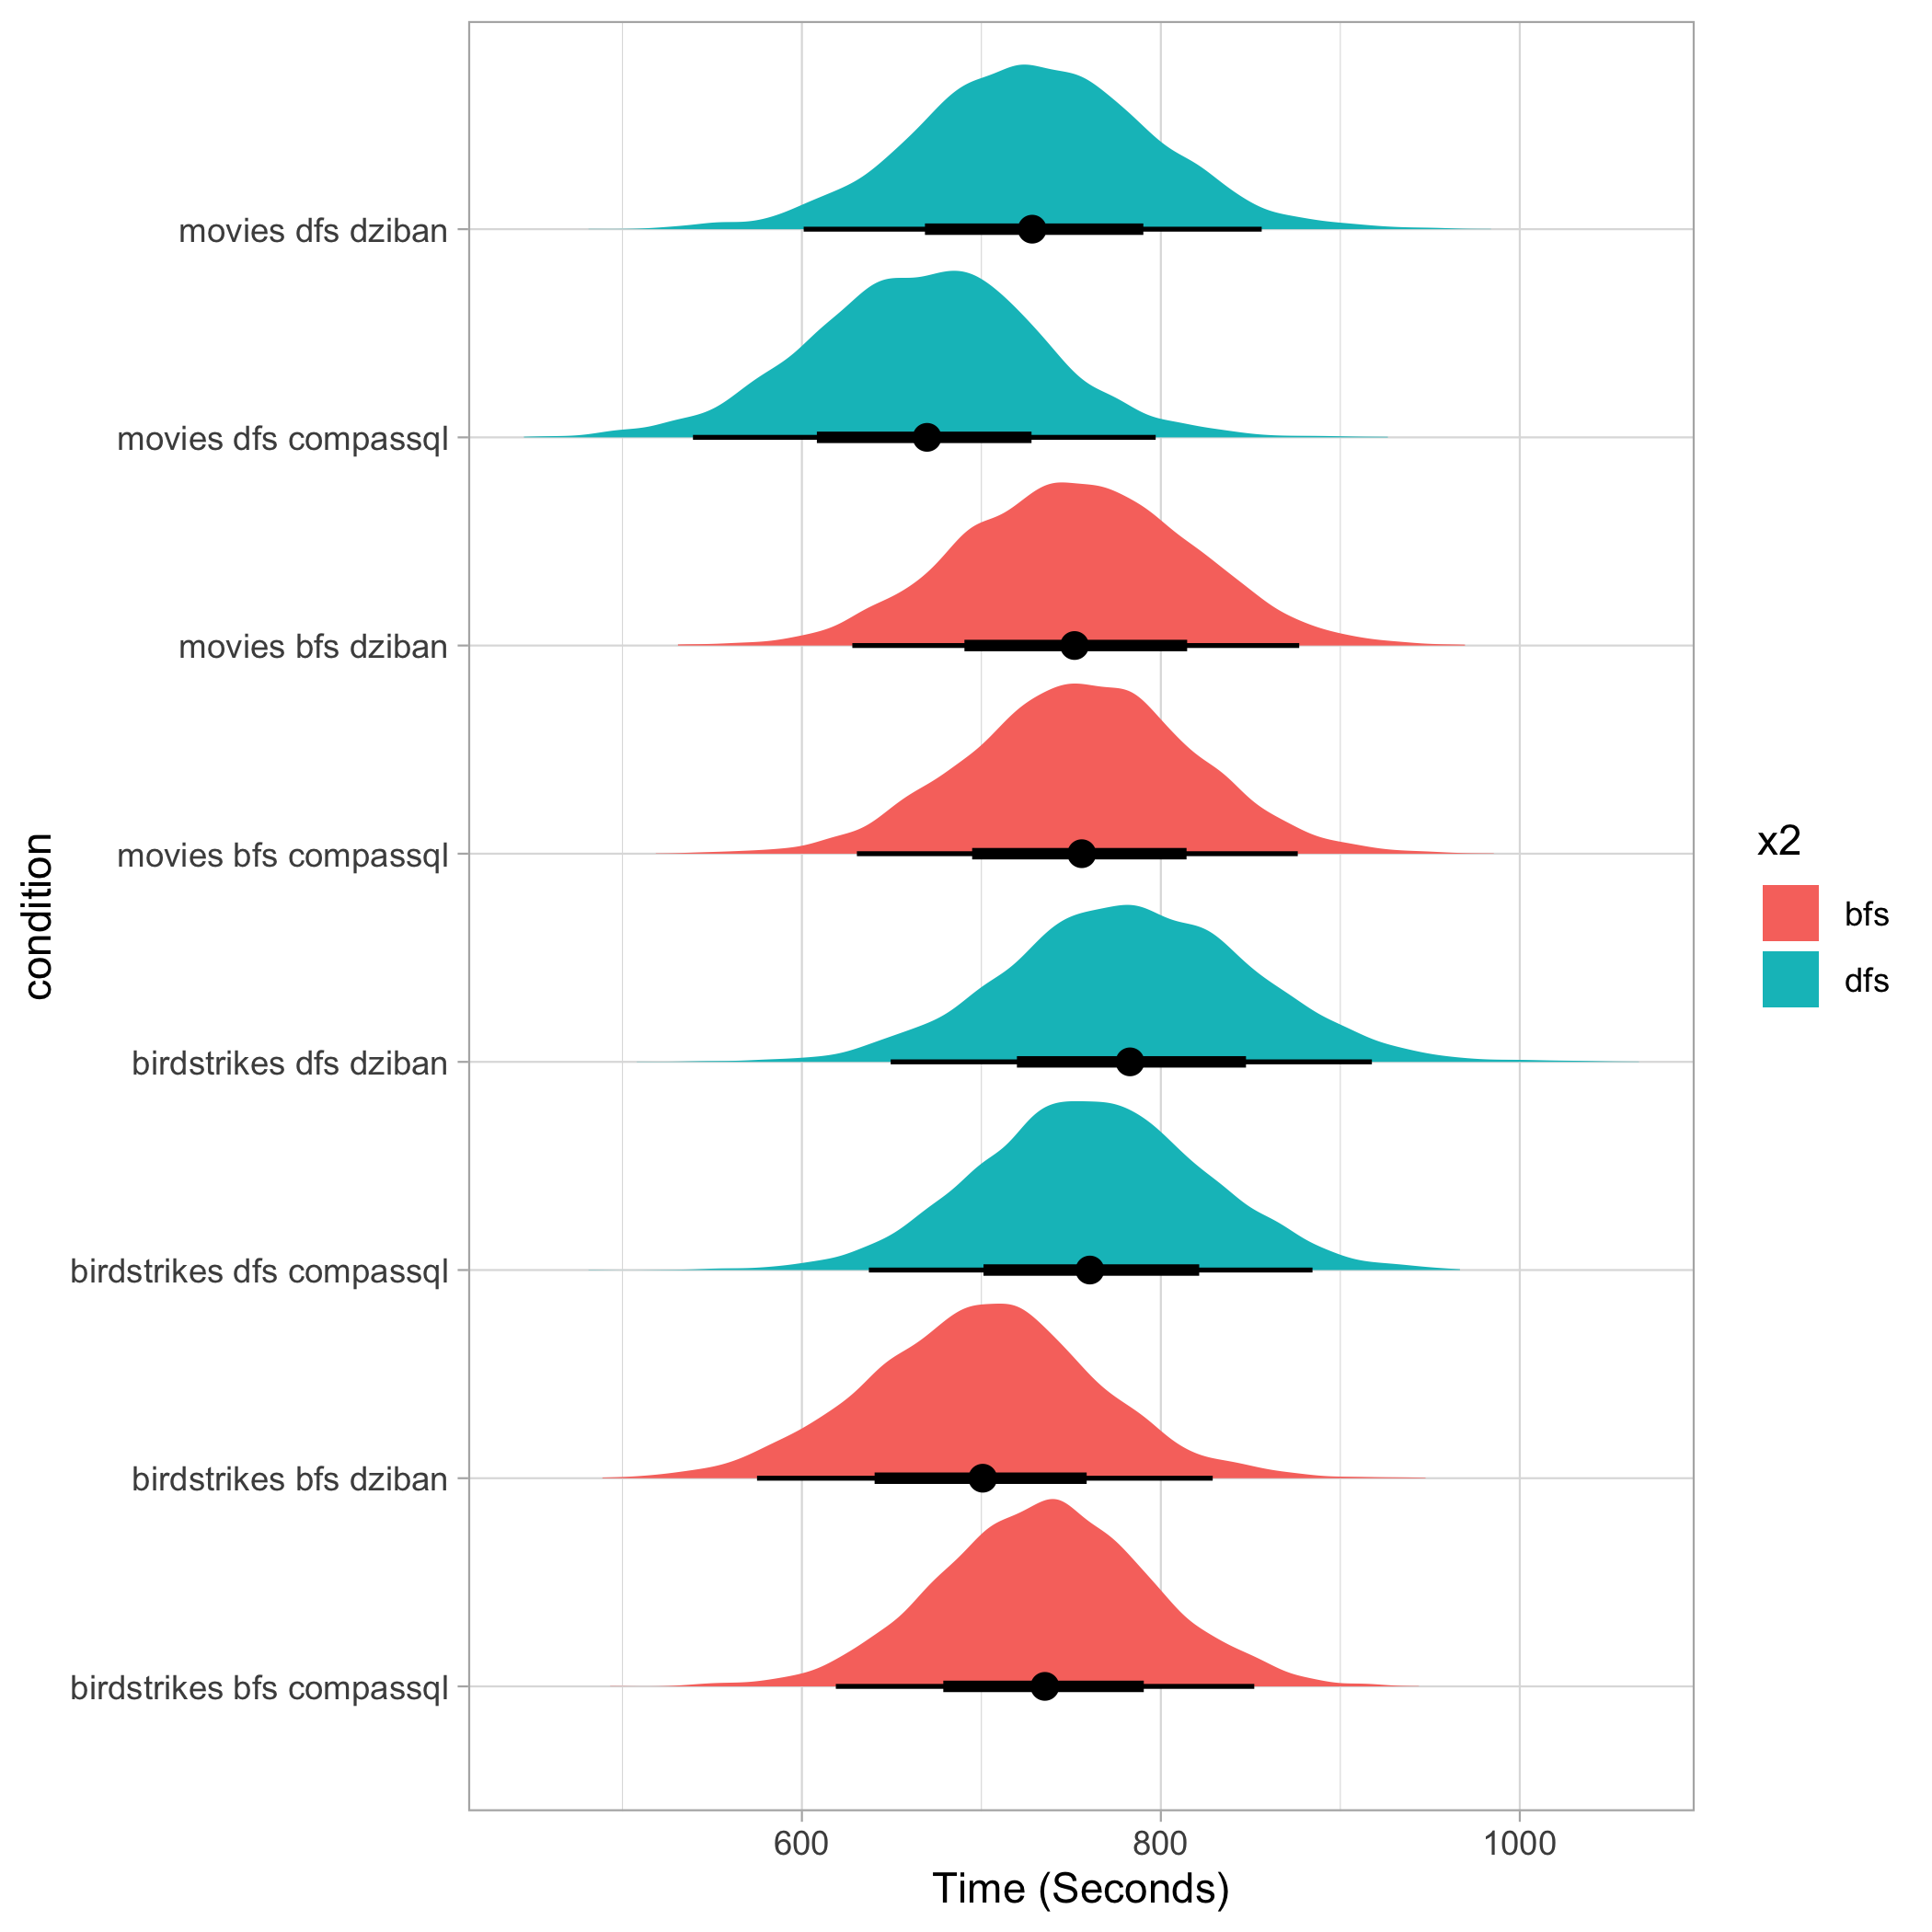 movies dfs dziban
movies dfs compassql
movies bfs dziban
movies bfs compassql
birdstrikes dfs dziban
birdstrikes dfs compassql
birdstrikes bfs dziban
birdstrikes bfs compassql
condition
600 800 1000
Time (Seconds)
x2
bfs
dfs